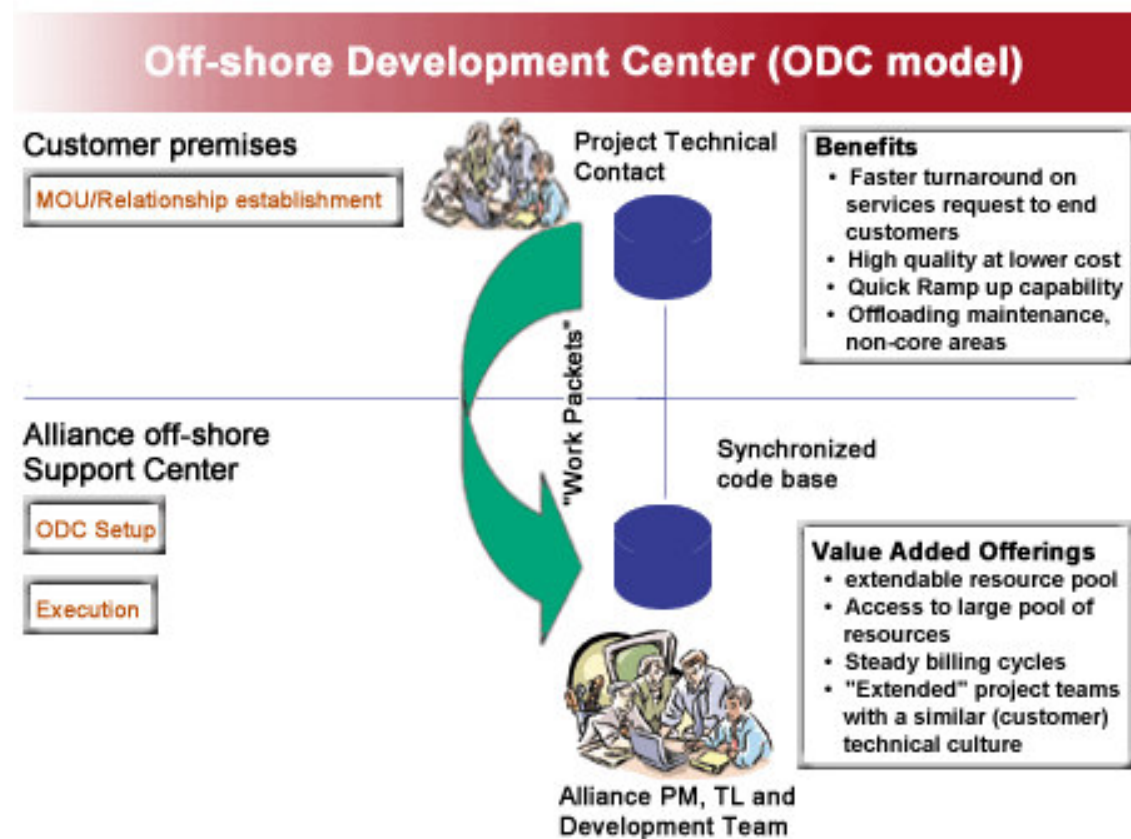 Off-shore Development Center (ODC model)
Customer premises
MOU/Relationship establishment
Project Technical
Contact
Benefits
• Faster turnaround on
services request to end
customers
• High quality at lower cost
• Quick Ramp up capability
• Offloading maintenance,
non-core areas
"Work Packets"
Alliance off-shore
Support Center
ODC Setup
Execution
Synchronized
code base
Value Added Offerings
• extendable resource pool
• Access to large pool of
resources
• Steady billing cycles
• "Extended" project teams
with a similar (customer)
technical culture
Alliance PM, TL and
Development Team